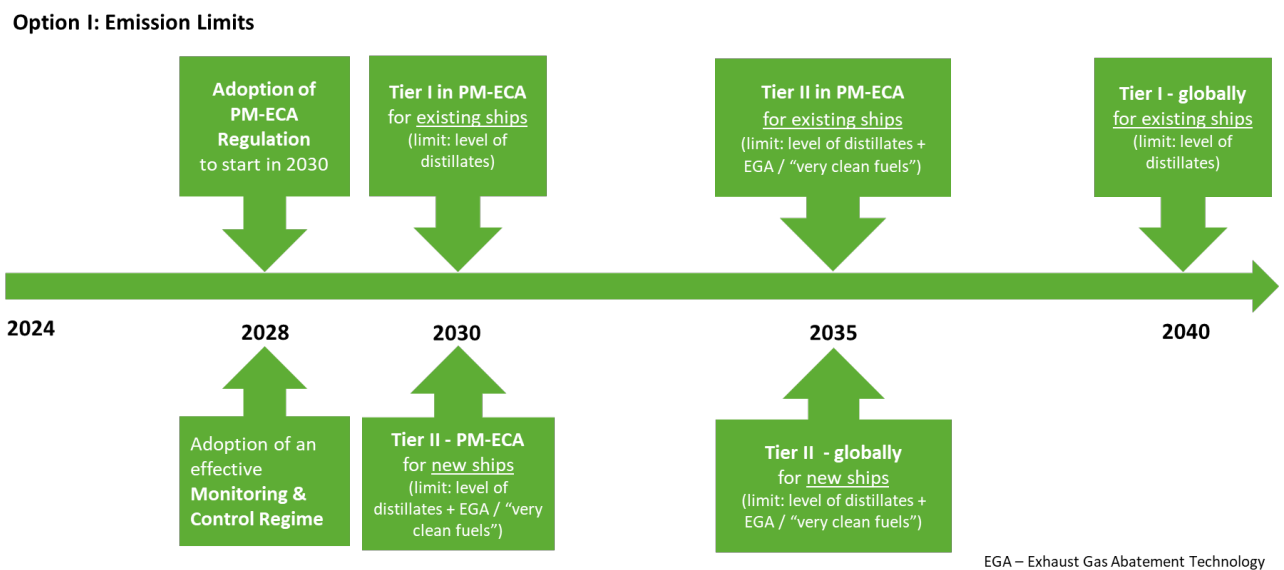 Option I: Emission Limits
Adoption of
PM-ECA
Regulation
to start in 2030
Tier I in PM-ECA
for existing ships
(limit: level of
distillates)
Tier II in PM-ECA
for existing ships
(limit: level of distillates +
EGA / “very clean fuels”)
Tier I - globally
for existing ships
(limit: level of
distillates)
2024
2028
2030
2035
2040
Adoption of an
effective
Monitoring &
Control Regime
Tier II - PM-ECA
for new ships
(limit: level of
distillates + EGA / “very
clean fuels”)
Tier II - globally
for new ships
(limit: level of distillates +
EGA / “very clean fuels”)
EGA – Exhaust Gas Abatement Technology